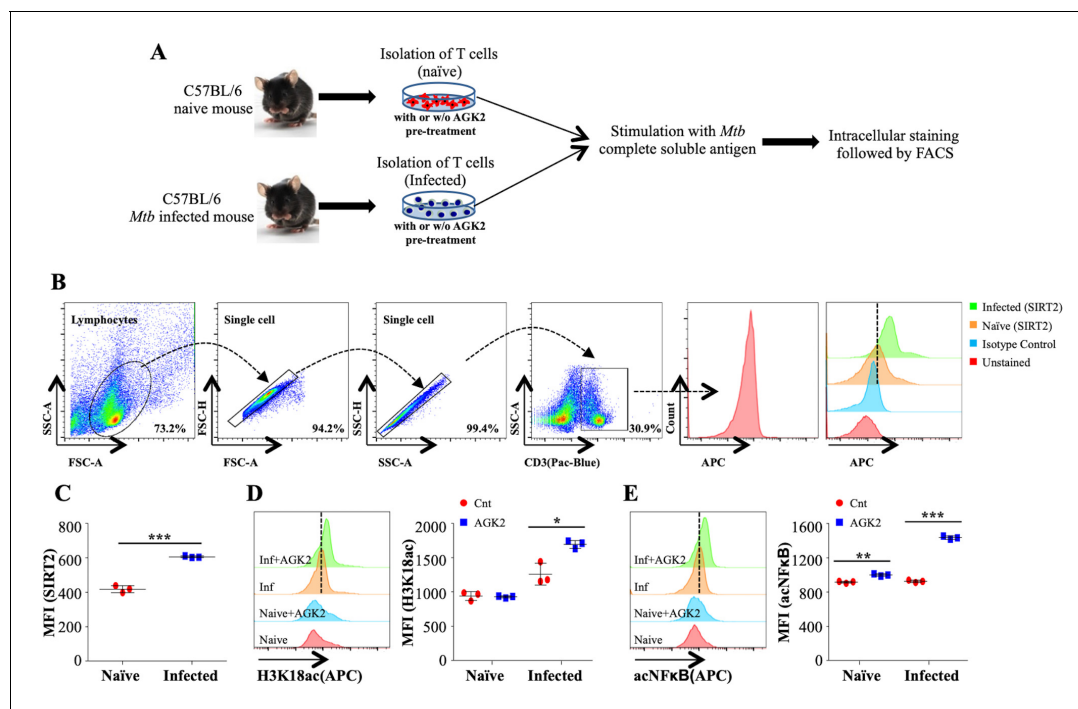 A
C57BL/6
naive mouse
Isolation of T cells
(naïve)
with or w/o AGK2
pre-treatment
Stimulation with Mtb
complete soluble antigen
Intracellular staining
followed by FACS
C57BL/6
Mtb infected mouse
Isolation of T cells
(Infected)
with or w/o AGK2
pre-treatment
B
Lymphocytes
SSC-A
73.2%
FSC-A
Single cell
FSC-H
94.2%
FSC-A
Single cell
SSC-H
99.4%
SSC-A
SSC-A
30.9%
CD3(Pac-Blue)
Count
APC
APC
Infected (SIRT2)
Naïve (SIRT2)
Isotype Control
Unstained
C
MFI (SIRT2)
800
600
400
200
0
***
Naïve
Infected
D
Inf+AGK2
Inf
Naive+AGK2
Naive
H3K18ac(APC)
Cnt
AGK2
MFI (H3K18ac)
2000
1500
1000
500
0
*
Naïve
Infected
E
Inf+AGK2
Inf
Naive+AGK2
Naive
acNFκB(APC)
Cnt
AGK2
MFI (acNFκB)
1600
1200
800
400
0
**
***
Naïve
Infected